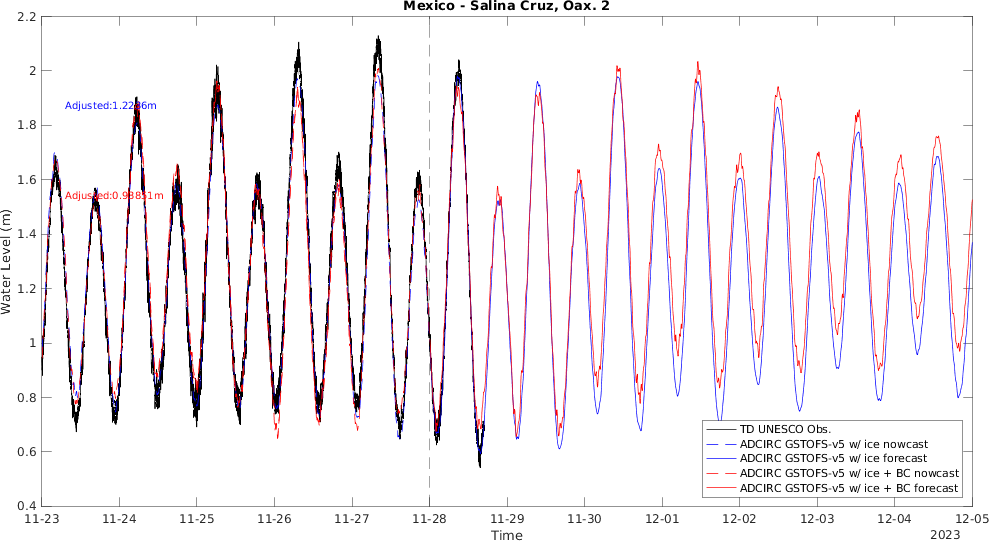 Mexico - Salina Cruz, Oax. 2
2.2
2
1.8
1.6
1.4
1.2
1
0.8
0.6
0.4
Water Level (m)
Adjusted:1.2286m
Adjusted:0.93851m
TD UNESCO Obs.
ADCIRC GSTOFS-v5 w/ ice nowcast
ADCIRC GSTOFS-v5 w/ ice forecast
ADCIRC GSTOFS-v5 w/ ice + BC nowcast
ADCIRC GSTOFS-v5 w/ ice + BC forecast
11-23 11-24 11-25 11-26 11-27 11-28 11-29 11-30 12-01 12-02 12-03 12-04 12-05
Time
2023